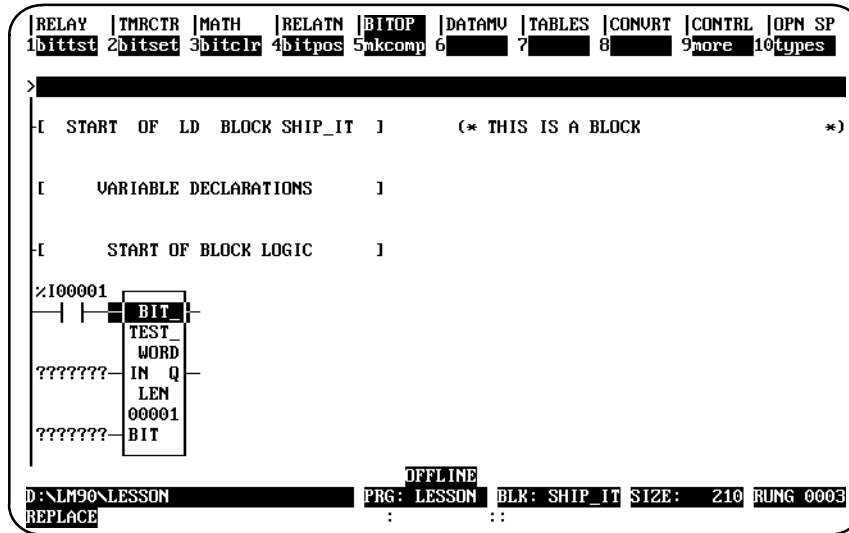 |RELAY |TMRCTR |MATH |RELATN |BITOP |DATAMV |TABLES |CONVRT |CONTRL |OPN SP
1bittst 2bitset 3bitclr 4bitpos 5mkcomp 6 7 8 9more 10types
>
[ START OF LD BLOCK SHIP_IT ] (* THIS IS A BLOCK *)
[ VARIABLE DECLARATIONS ]
[ START OF BLOCK LOGIC ]
%I00001
BIT_
TEST_
WORD
??????? IN Q
LEN
00001
??????? BIT
OFFLINE
D:\LM90\LESSON PRG: LESSON BLK: SHIP_IT SIZE: 210 RUNG 0003
REPLACE : ::